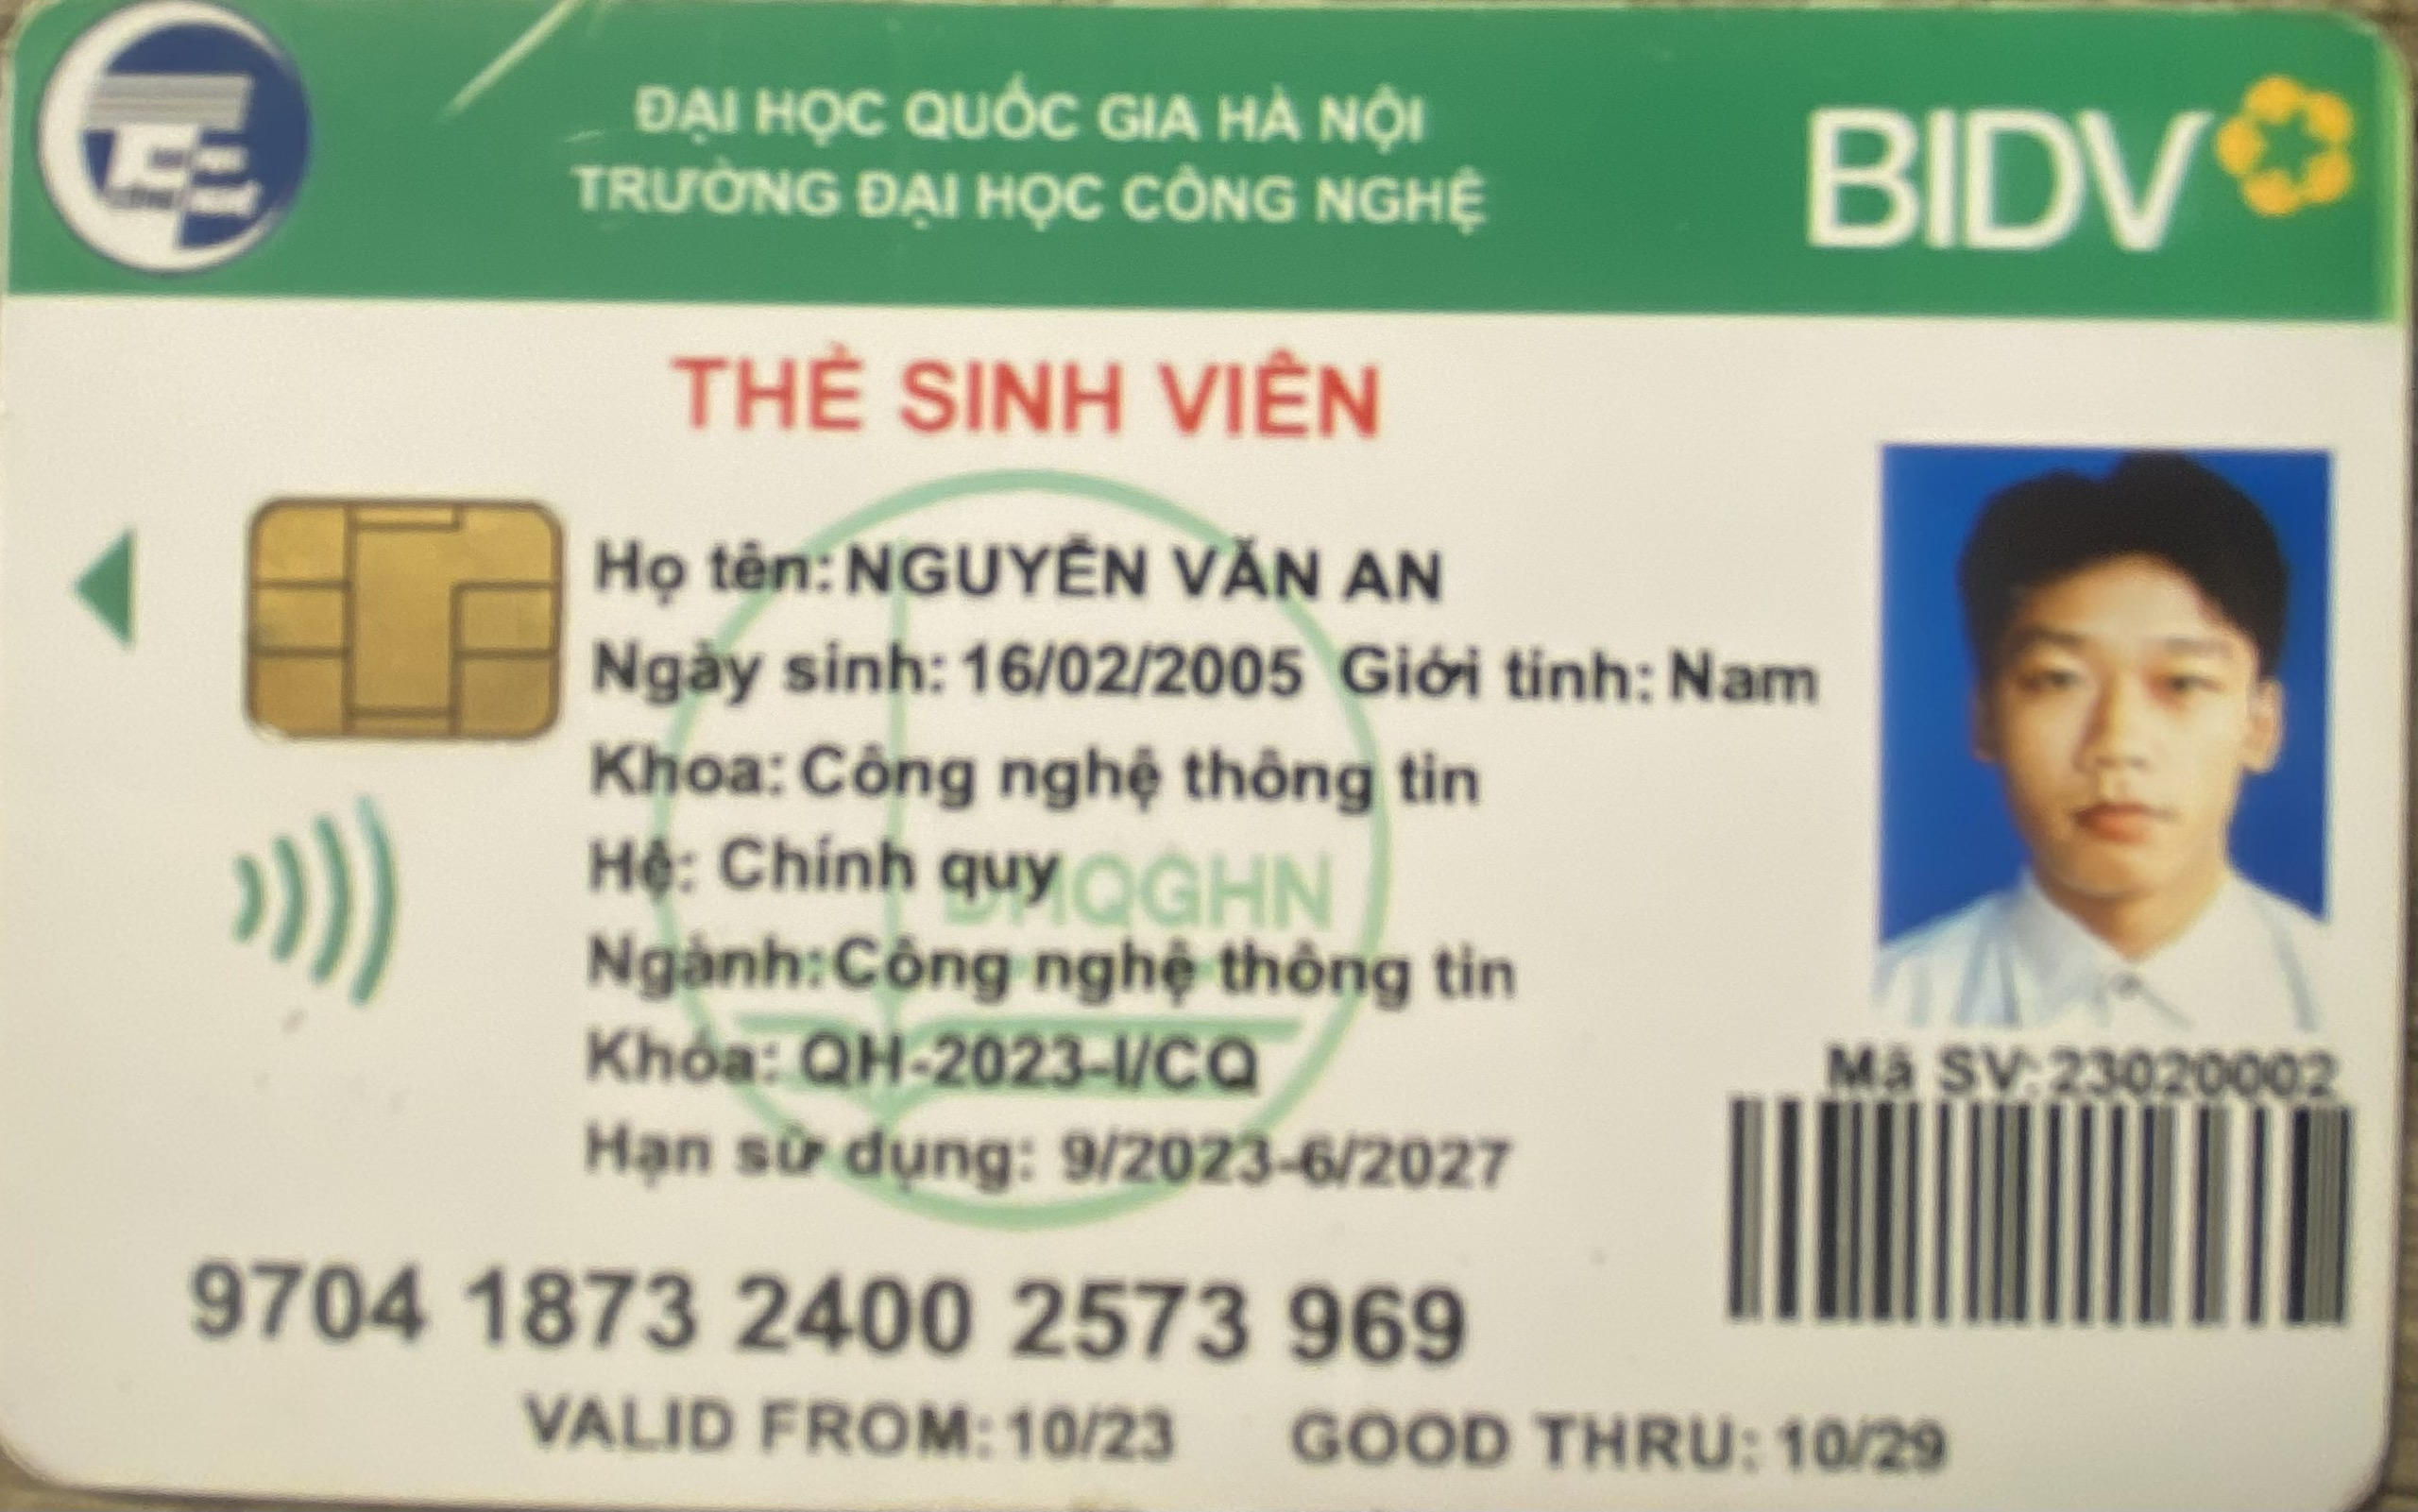 ĐẠI HỌC QUỐC GIA HÀ NỘI
TRƯỜNG ĐẠI HỌC CÔNG NGHỆ
BIDV
THẺ SINH VIÊN
Họ tên: NGUYỄN VĂN AN
Ngày sinh: 16/02/2005 Giới tính: Nam
Khoa: Công nghệ thông tin
Hệ: Chính quy
ĐHQGHN
Ngành: Công nghệ thông tin
Khóa: QH-2023-I/CQ
Hạn sử dụng: 9/2023-6/2027
Mã SV: 23020002
9704 1873 2400 2573 969
VALID FROM: 10/23 GOOD THRU: 10/29